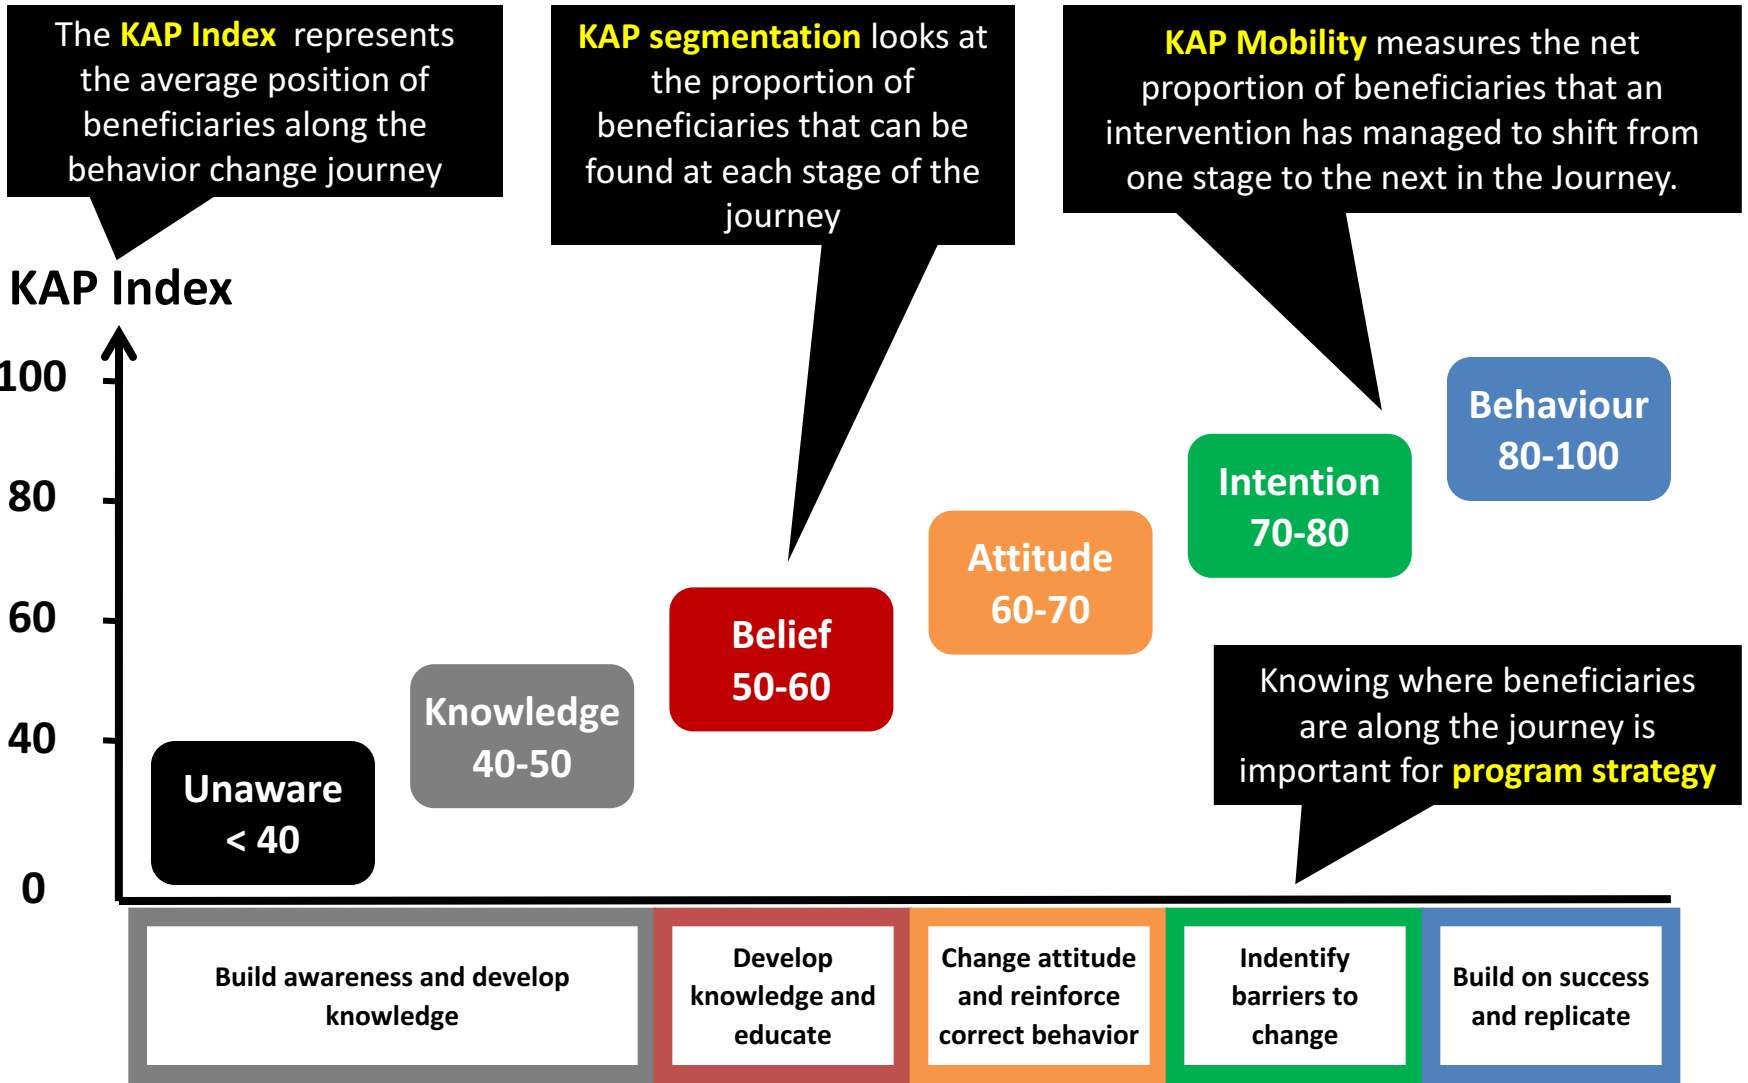 The KAP Index represents
the average position of
beneficiaries along the
behavior change journey
KAP segmentation looks at
the proportion of
beneficiaries that can be
found at each stage of the
journey
KAP Mobility measures the net
proportion of beneficiaries that an
intervention has managed to shift from
one stage to the next in the Journey.
KAP Index
100
80
60
40
0
Unaware
< 40
Knowledge
40-50
Belief
50-60
Attitude
60-70
Intention
70-80
Behaviour
80-100
Knowing where beneficiaries
are along the journey is
important for program strategy
Build awareness and develop
knowledge
Develop
knowledge and
educate
Change attitude
and reinforce
correct behavior
Indentify
barriers to
change
Build on success
and replicate